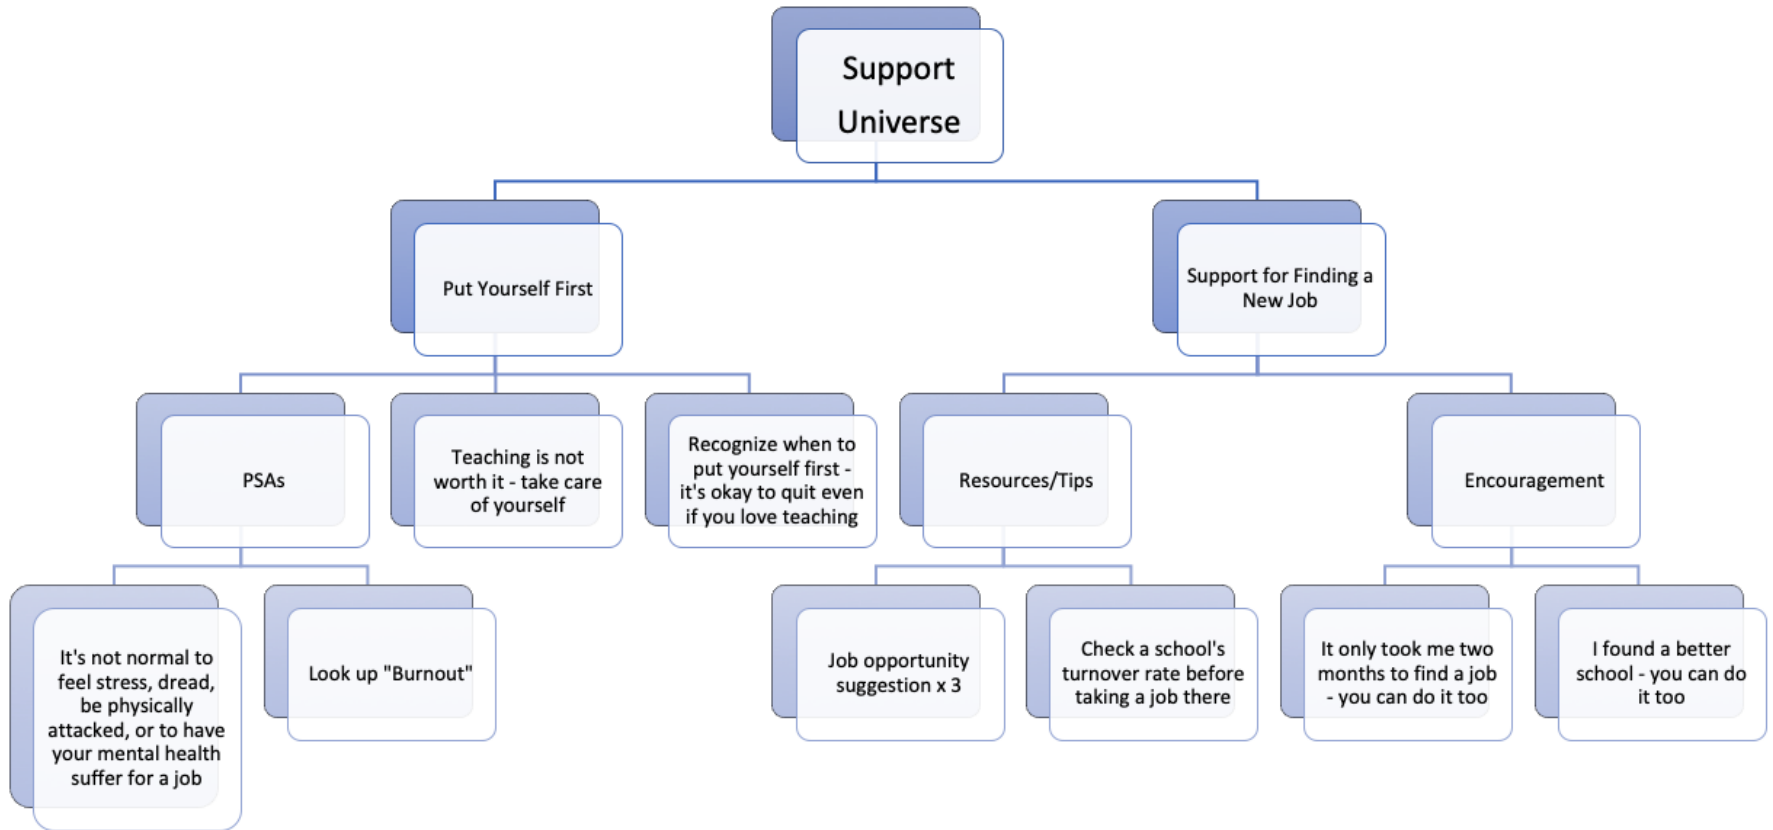 Support
Universe
Put Yourself First
Support for Finding a
New Job
PSAs
Teaching is not
worth it - take care
of yourself
Recognize when to
put yourself first -
it's okay to quit even
if you love teaching
Resources/Tips
Encouragement
It's not normal to
feel stress, dread,
be physically
attacked, or to have
your mental health
suffer for a job
Look up "Burnout"
Job opportunity
suggestion x 3
Check a school's
turnover rate before
taking a job there
It only took me two
months to find a job
- you can do it too
I found a better
school - you can do
it too